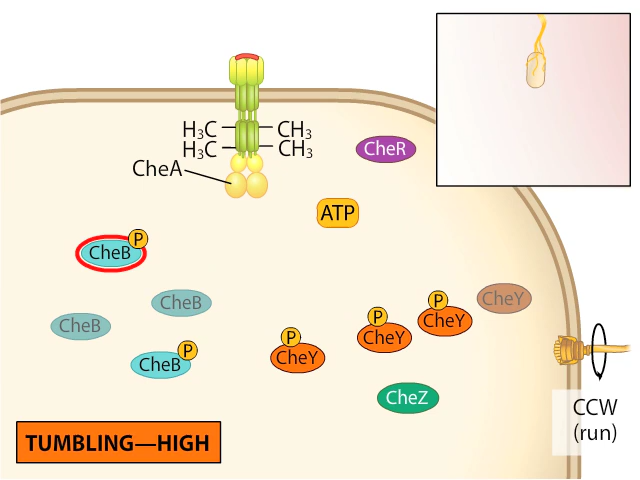 H₃C CH₃
H₃C CH₃
CheR
CheA
ATP
P
CheB
CheB
CheB
P
CheB
P
CheY
P
CheY
P
CheY
CheY
CheZ
CCW
(run)
TUMBLING—HIGH